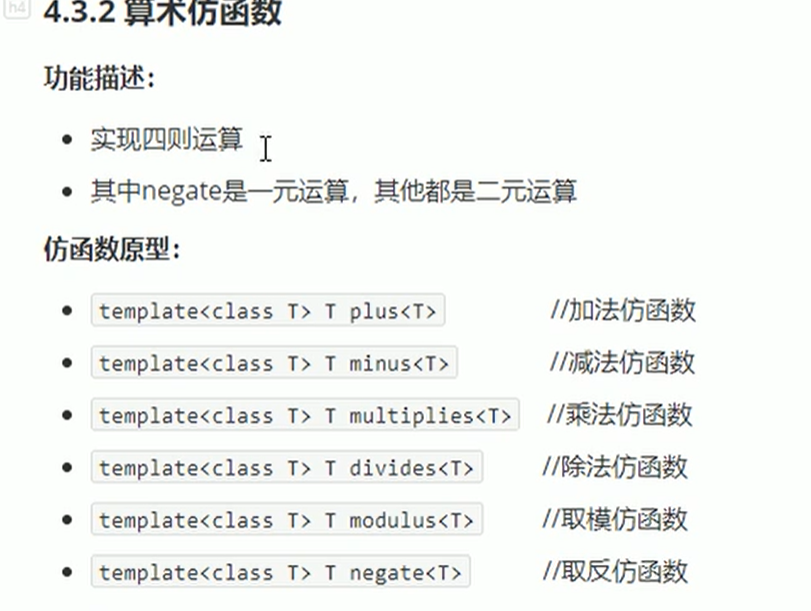 h4
4.3.2 算术仿函数
功能描述：
实现四则运算
其中negate是一元运算，其他都是二元运算
仿函数原型：
template<class T> T plus<T> //加法仿函数
template<class T> T minus<T> //减法仿函数
template<class T> T multiplies<T> //乘法仿函数
template<class T> T divides<T> //除法仿函数
template<class T> T modulus<T> //取模仿函数
template<class T> T negate<T> //取反仿函数